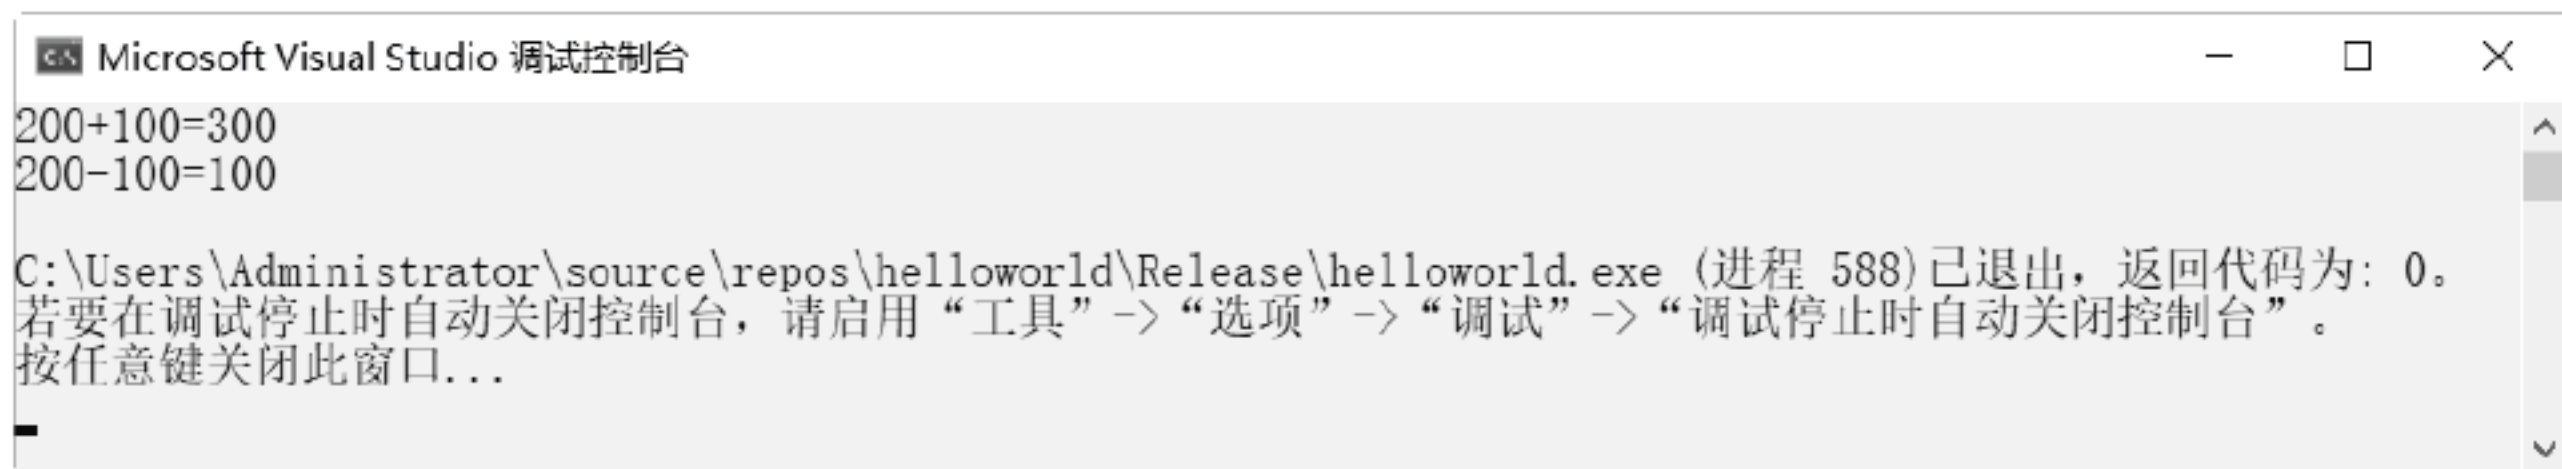 Microsoft Visual Studio 调试控制台
200+100=300
200-100=100
C:\Users\Administrator\source\repos\helloworld\Release\helloworld.exe (进程 588)已退出，返回代码为: 0。
若要在调试停止时自动关闭控制台，请启用“工具”->“选项”->“调试”->“调试停止时自动关闭控制台”。
按任意键关闭此窗口...